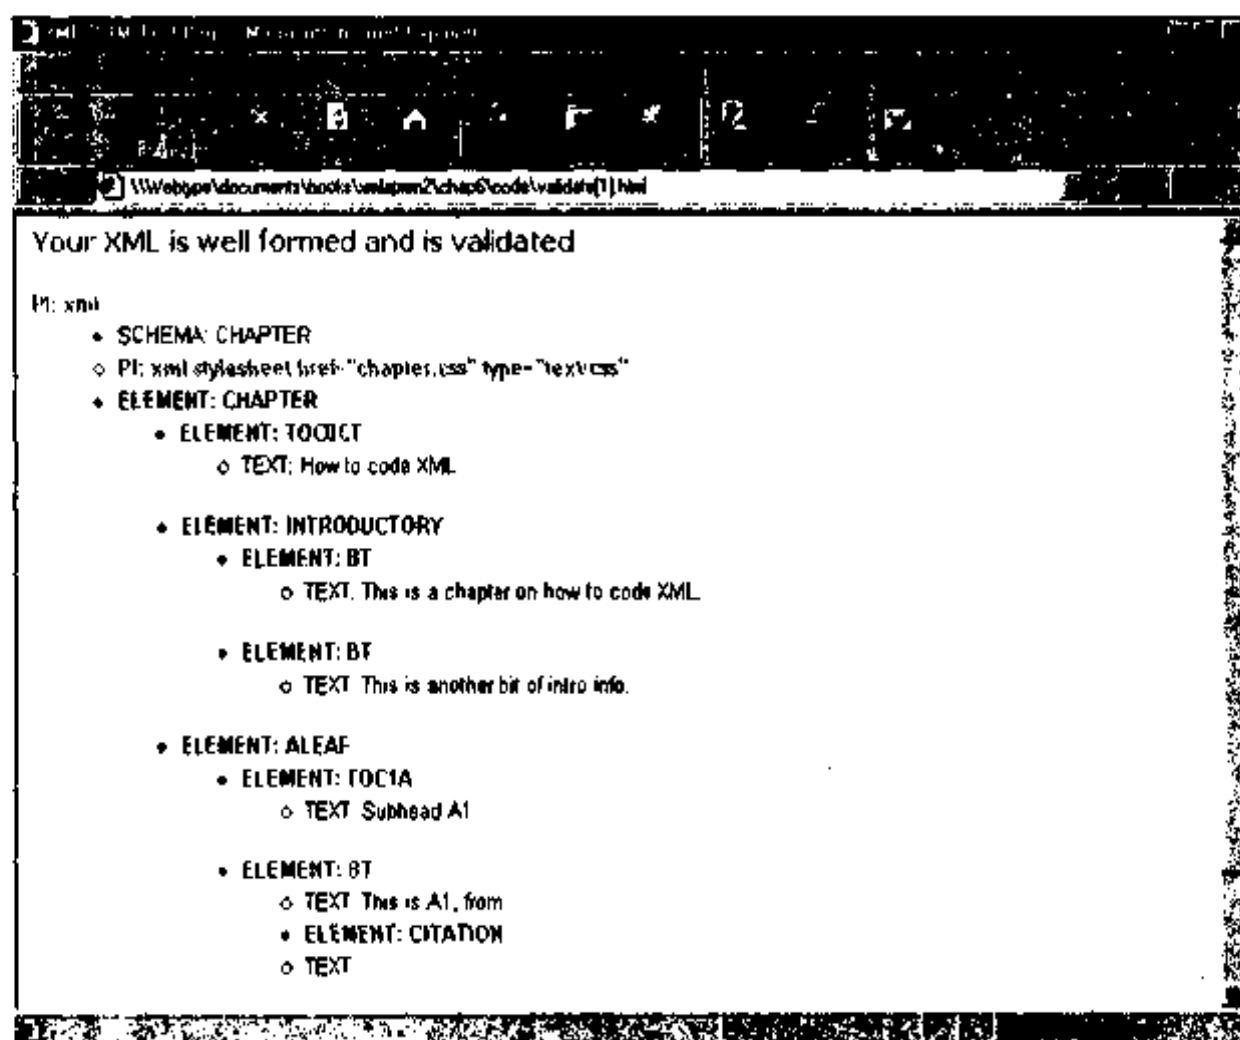 \\Webtype\documents\books\
Your XML is well formed and is validated
PI: xml
SCHEMA: CHAPTER
PI: xml stylesheet href="chapter.css" type="text/css"
ELEMENT: CHAPTER
ELEMENT:
TEXT: How to code XML
ELEMENT: INTRODUCTORY
ELEMENT: BT
TEXT. This is a chapter on how to code XML.
ELEMENT: BT
TEXT This is another bit of intro info.
ELEMENT: ALEAF
ELEMENT: TOC1A
TEXT Subhead A1
ELEMENT: BT
TEXT This is A1, from
ELEMENT: CITATION
TEXT